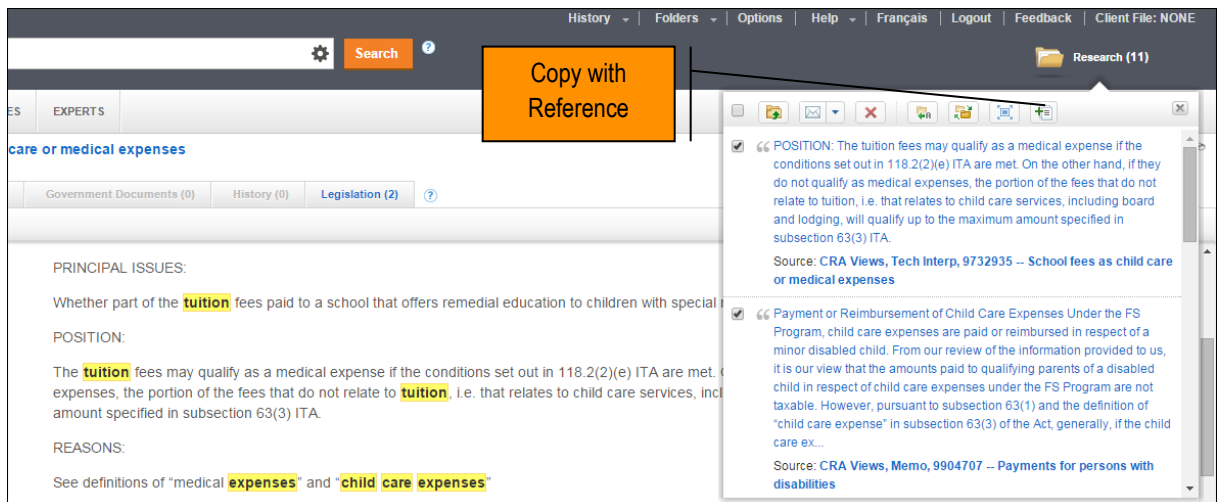 History | Folders | Options | Help | Français | Logout | Feedback | Client File: NONE
Search ?
Research (11)
Copy with
Reference
ES EXPERTS
care or medical expenses
Government Documents (0) History (0) Legislation (2) ?
PRINCIPAL ISSUES:
Whether part of the tuition fees paid to a school that offers remedial education to children with special
POSITION:
The tuition fees may qualify as a medical expense if the conditions set out in 118.2(2)(e) ITA are met.
expenses, the portion of the fees that do not relate to tuition, i.e. that relates to child care services, incl
amount specified in subsection 63(3) ITA.
REASONS:
See definitions of “medical expenses” and “child care expenses”
POSITION: The tuition fees may qualify as a medical expense if the
conditions set out in 118.2(2)(e) ITA are met. On the other hand, if they
do not qualify as medical expenses, the portion of the fees that do not
relate to tuition, i.e. that relates to child care services, including board
and lodging, will qualify up to the maximum amount specified in
subsection 63(3) ITA.
Source: CRA Views, Tech Interp, 9732935 -- School fees as child care
or medical expenses
Payment or Reimbursement of Child Care Expenses Under the FS
Program, child care expenses are paid or reimbursed in respect of a
minor disabled child. From our review of the information provided to us,
it is our view that the amounts paid to qualifying parents of a disabled
child in respect of child care expenses under the FS Program are not
taxable. However, pursuant to subsection 63(1) and the definition of
“child care expense” in subsection 63(3) of the Act, generally, if the child
care ex...
Source: CRA Views, Memo, 9904707 -- Payments for persons with
disabilities